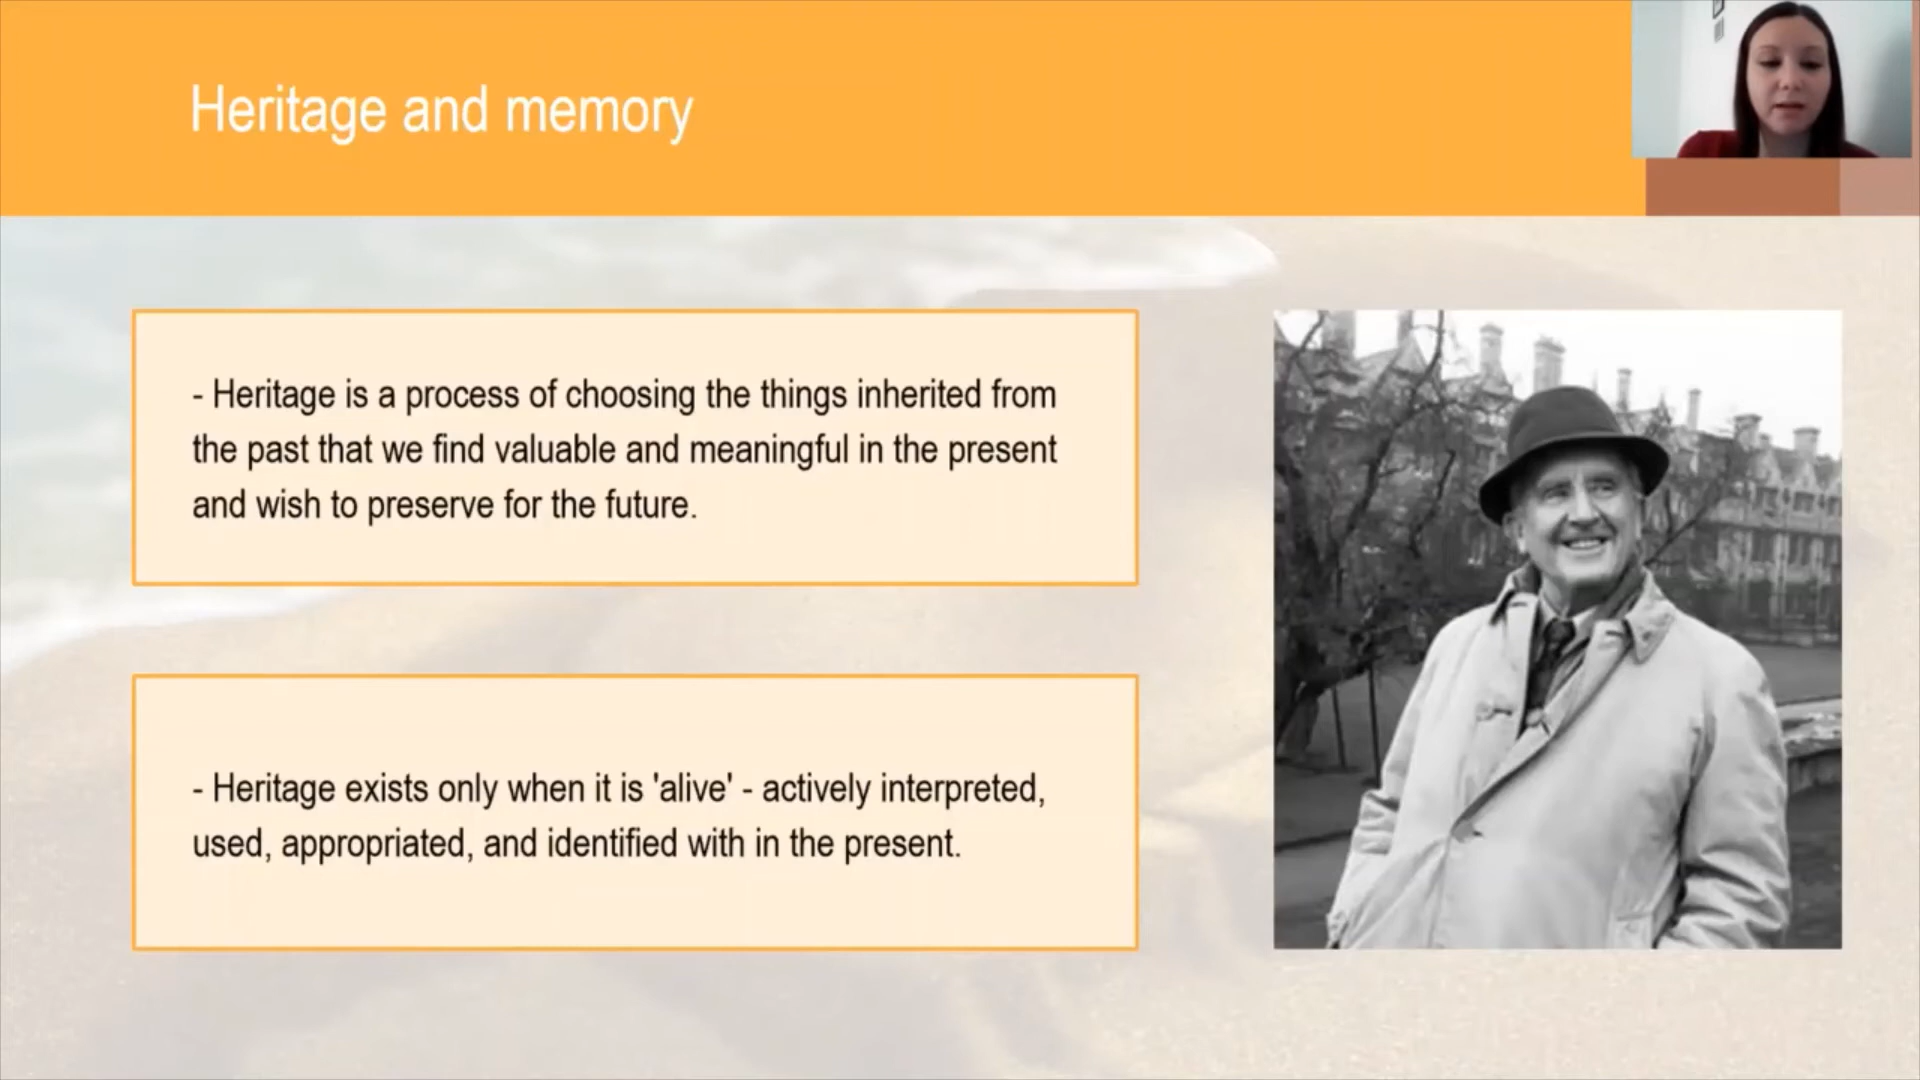 Heritage and memory
- Heritage is a process of choosing the things inherited from
the past that we find valuable and meaningful in the present
and wish to preserve for the future.
- Heritage exists only when it is 'alive' - actively interpreted,
used, appropriated, and identified with in the present.